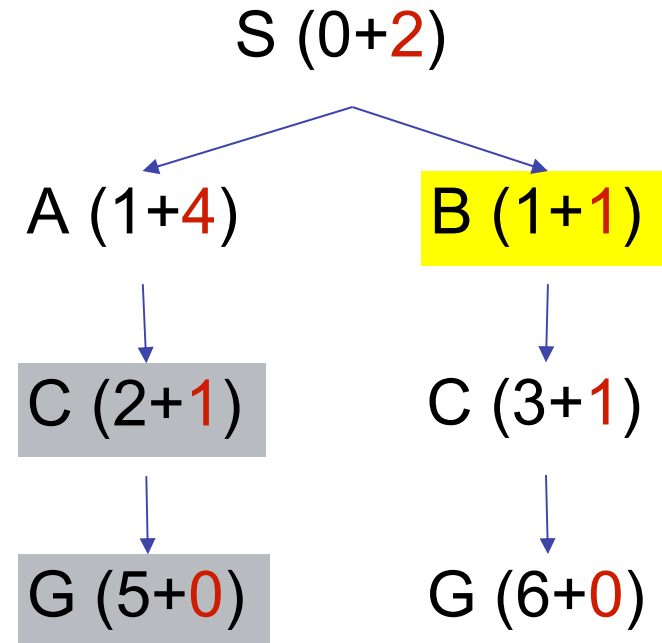 S (0+2)
A (1+4) B (1+1)
C (2+1) C (3+1)
G (5+0) G (6+0)